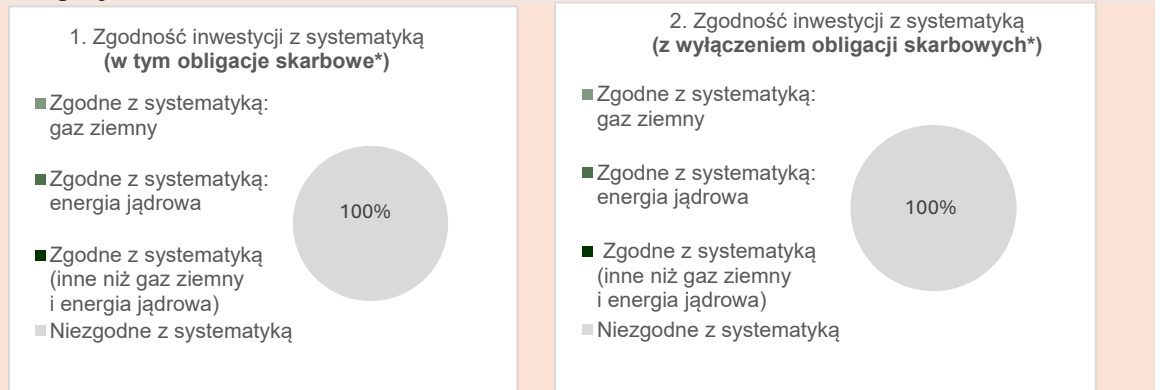 1. Zgodność inwestycji z systematyką
(w tym obligacje skarbowe*)
Zgodne z systematyką:
gaz ziemny
Zgodne z systematyką:
energia jądrowa
Zgodne z systematyką
(inne niż gaz ziemny
i energia jądrowa)
Niezgodne z systematyką
100%
2. Zgodność inwestycji z systematyką
(z wyłączeniem obligacji skarbowych*)
Zgodne z systematyką:
gaz ziemny
Zgodne z systematyką:
energia jądrowa
Zgodne z systematyką
(inne niż gaz ziemny
i energia jądrowa)
Niezgodne z systematyką
100%